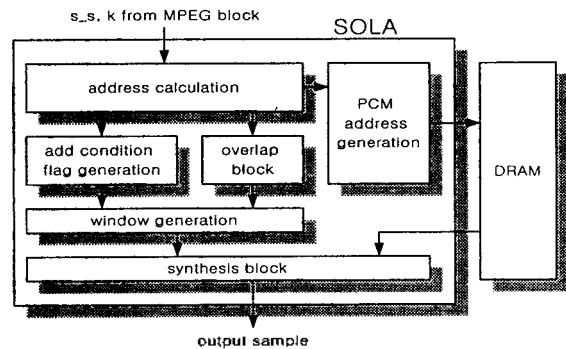 s_s, k from MPEG block
SOLA
address calculation
PCM
address
generation
add condition
flag generation
overlap
block
DRAM
window generation
synthesis block
output sample